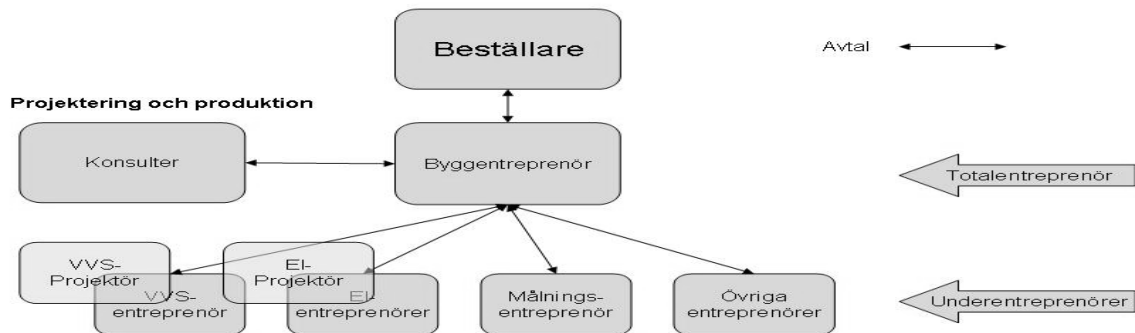 Beställare
Avtal
Projektering och produktion
Konsulter
Byggentreprenör
Totalentreprenör
VVS-
Projektör
El-
Projektör
VVS-
entreprenör
El-
entreprenörer
Målnings-
entreprenör
Övriga
entreprenörer
Underentreprenörer